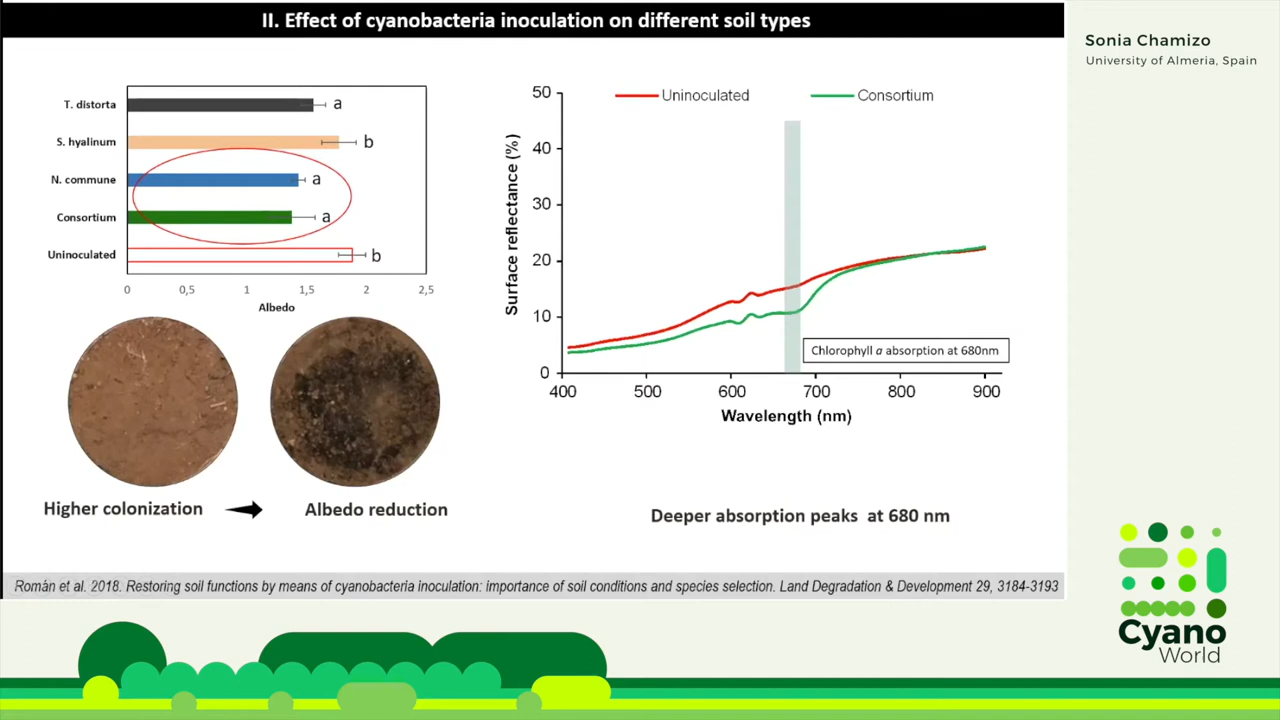 II. Effect of cyanobacteria inoculation on different soil types
Sonia Chamizo
University of Almeria, Spain
T. distorta
a
S. hyalinum
b
N. commune
a
Consortium
a
Uninoculated
b
0 0,5 1 1,5 2 2,5
Albedo
Uninoculated Consortium
Surface reflectance (%)
50
40
30
20
10
0
Chlorophyll a absorption at 680nm
400 500 600 700 800 900
Wavelength (nm)
Higher colonization
Albedo reduction
Deeper absorption peaks at 680 nm
Román et al. 2018. Restoring soil functions by means of cyanobacteria inoculation: importance of soil conditions and species selection. Land Degradation & Development 29, 3184-3193
Cyano
World